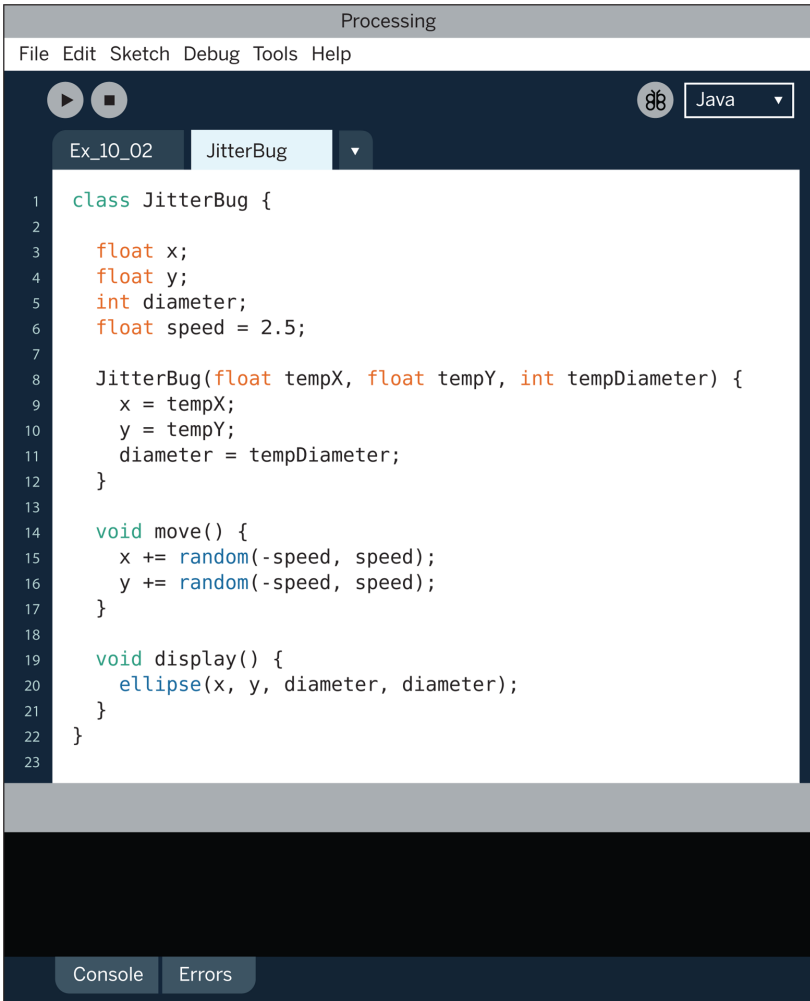 Processing
File Edit Sketch Debug Tools Help
Java
Ex_10_02 JitterBug
1 class JitterBug {
2
3   float x;
4   float y;
5   int diameter;
6   float speed = 2.5;
7
8   JitterBug(float tempX, float tempY, int tempDiameter) {
9     x = tempX;
10     y = tempY;
11     diameter = tempDiameter;
12   }
13
14   void move() {
15     x += random(-speed, speed);
16     y += random(-speed, speed);
17   }
18
19   void display() {
20     ellipse(x, y, diameter, diameter);
21   }
22 }
23
Console Errors